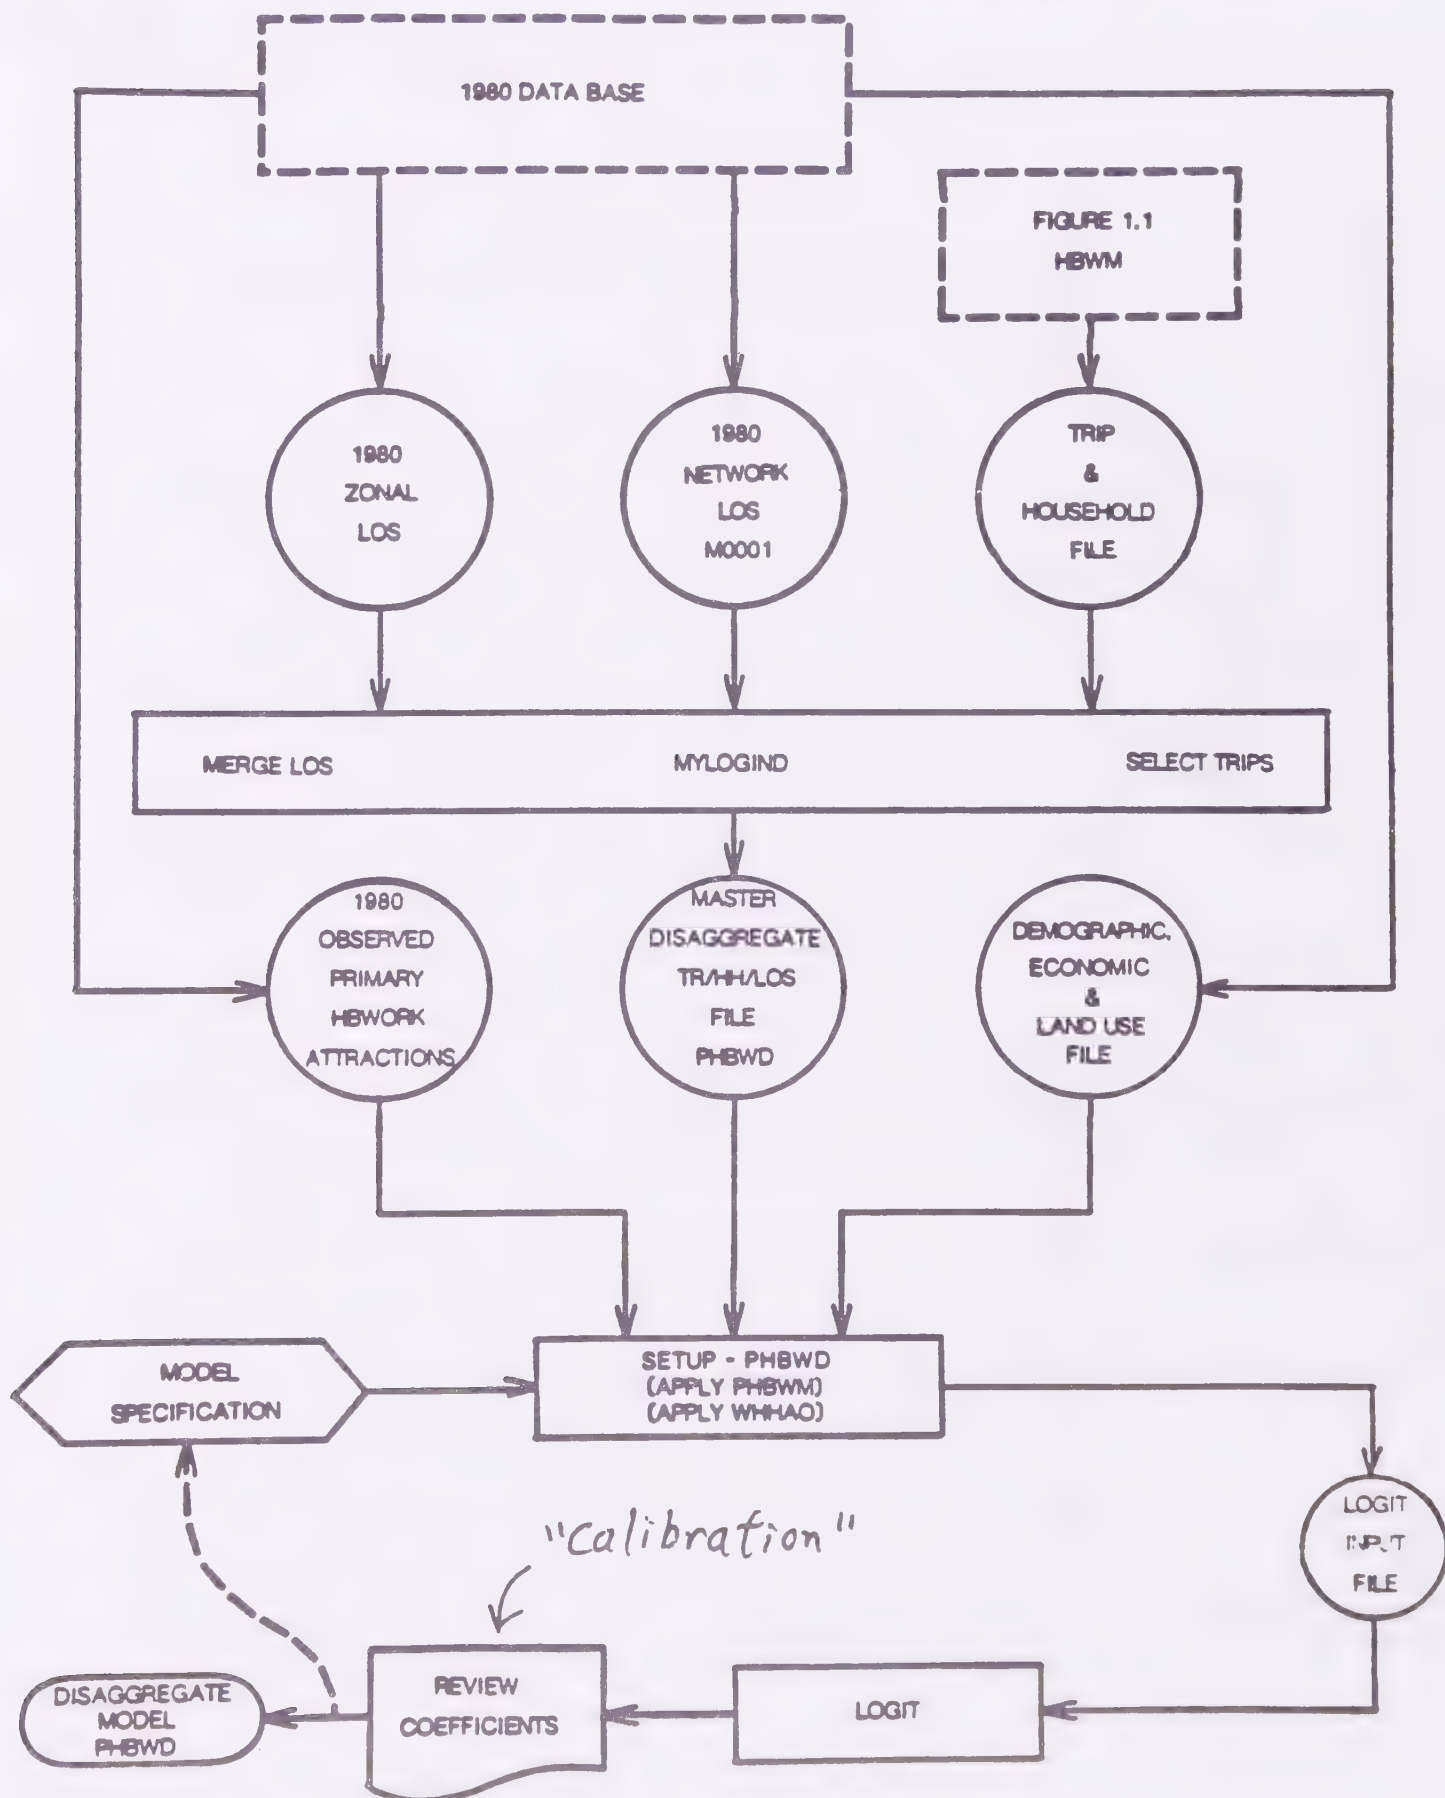 1980 DATA BASE
FIGURE 1.1
HBWM
1980
ZONAL
LOS
1980
NETWORK
LOS
M0001
TRIP
&
HOUSEHOLD
FILE
MERGE LOS
MYLOGIND
SELECT TRIPS
1980
OBSERVED
PRIMARY
HBWORK
ATTRACTIONS
MASTER
DISAGGREGATE
TR/HH/LOS
FILE
PHBWD
DEMOGRAPHIC,
ECONOMIC
&
LAND USE
FILE
MODEL
SPECIFICATION
SETUP - PHBWD
(APPLY PHBWM)
(APPLY WHHAO)
LOGIT
INPUT
FILE
"Calibration"
DISAGGREGATE
MODEL
PHBWD
REVIEW
COEFFICIENTS
LOGIT